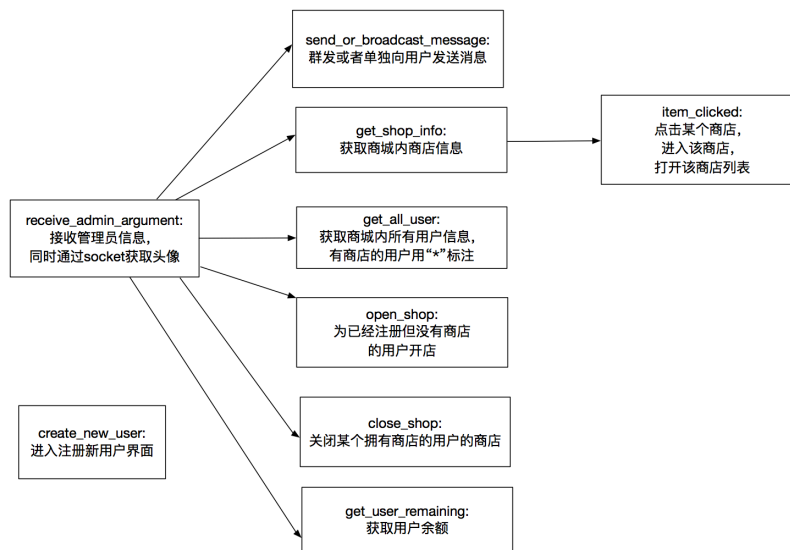 send_or_broadcast_message:
群发或者单独向用户发送消息
get_shop_info:
获取商城内商店信息
item_clicked:
点击某个商店，
进入该商店，
打开该商店列表
receive_admin_argument:
接收管理员信息，
同时通过socket获取头像
get_all_user:
获取商城内所有用户信息，
有商店的用户用“*”标注
open_shop:
为已经注册但没有商店
的用户开店
create_new_user:
进入注册新用户界面
close_shop:
关闭某个拥有商店的用户的商店
get_user_remaining:
获取用户余额